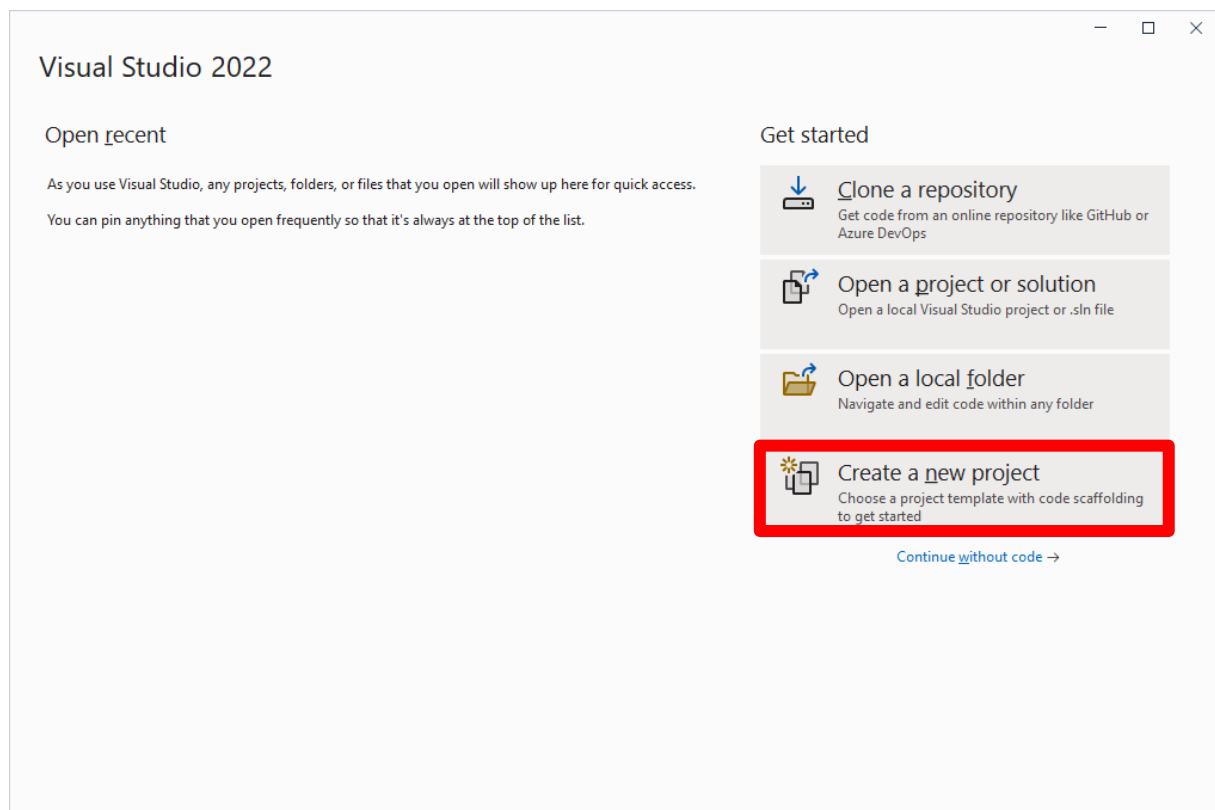 Visual Studio 2022
Open recent
As you use Visual Studio, any projects, folders, or files that you open will show up here for quick access.
You can pin anything that you open frequently so that it's always at the top of the list.
Get started
Clone a repository
Get code from an online repository like GitHub or
Azure DevOps
Open a project or solution
Open a local Visual Studio project or .sln file
Open a local folder
Navigate and edit code within any folder
Create a new project
Choose a project template with code scaffolding
to get started
Continue without code →